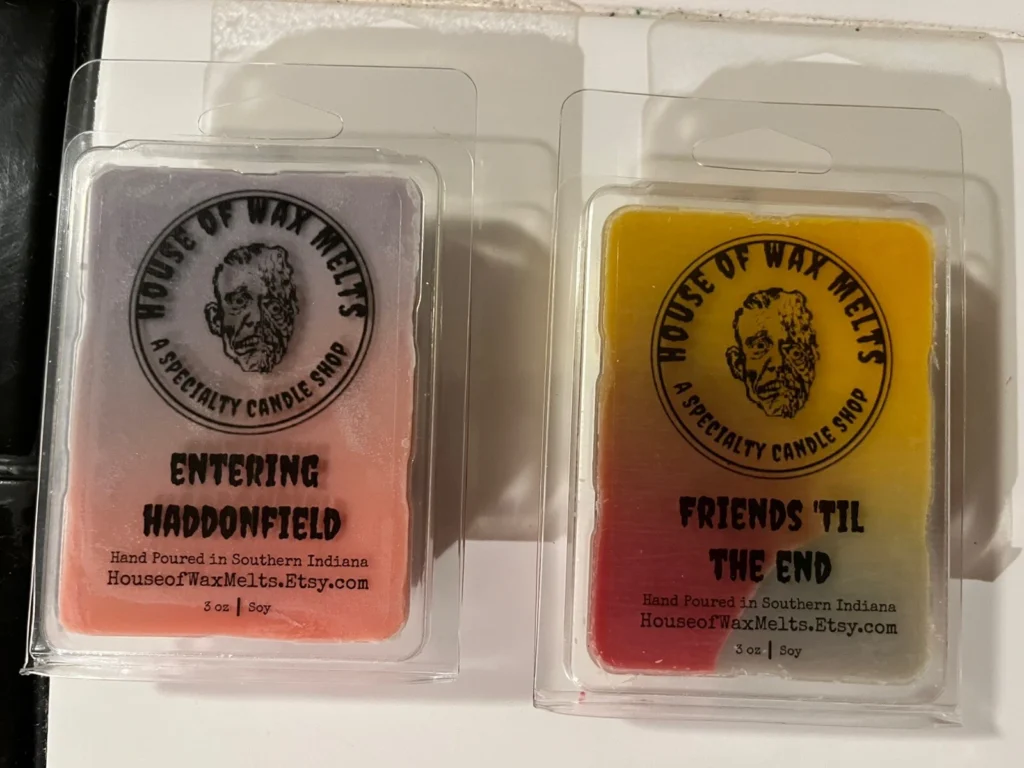 HOUSE OF WAX MELTS
A SPECIALTY CANDLE SHOP
ENTERING
HADDONFIELD
Hand Poured in Southern Indiana
HouseofWaxMelts.Etsy.com
3 oz | Soy
HOUSE OF WAX MELTS
A SPECIALTY CANDLE SHOP
FRIENDS 'TIL
THE END
Hand Poured in Southern Indiana
HouseofWaxMelts.Etsy.com
3 oz | Soy